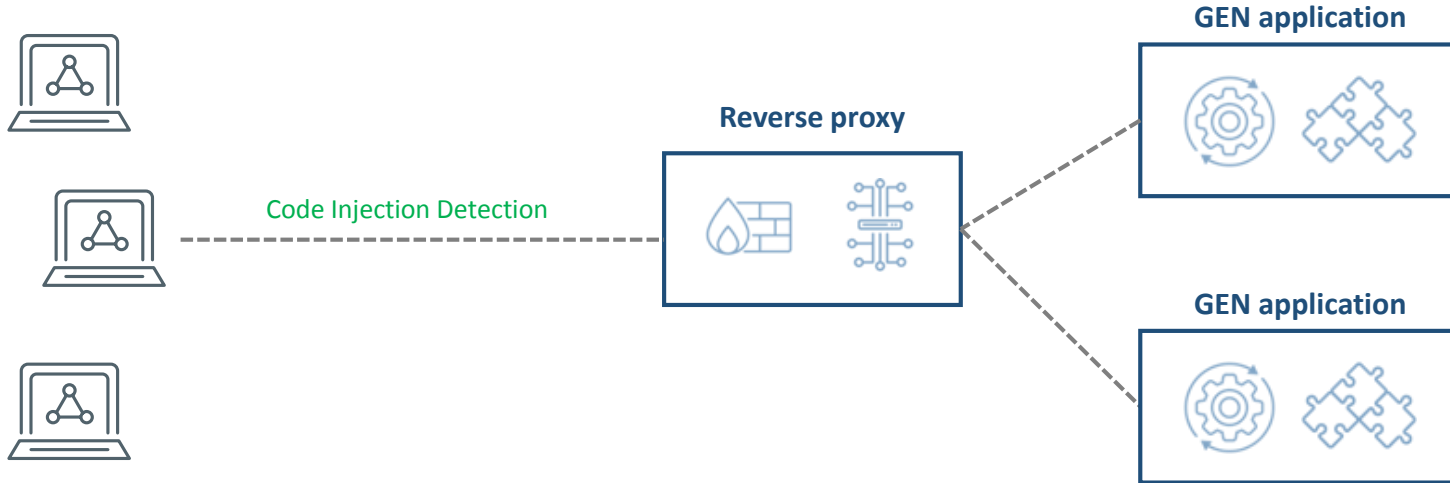 GEN application
Reverse proxy
Code Injection Detection
GEN application